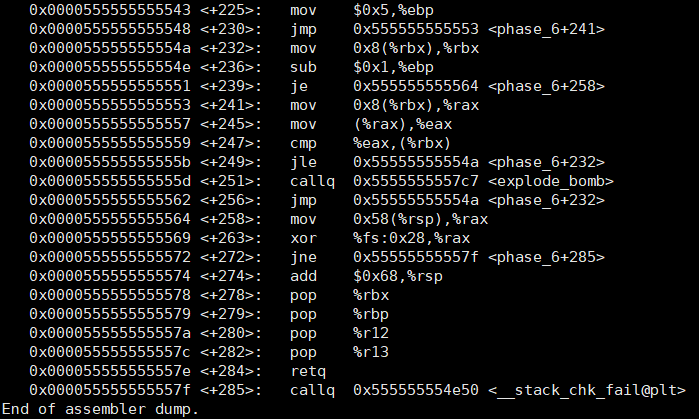 0x0000555555555543 <+225>: mov $0x5,%ebp
0x0000555555555548 <+230>: jmp 0x555555555553 <phase_6+241>
0x000055555555554a <+232>: mov 0x8(%rbx),%rbx
0x000055555555554e <+236>: sub $0x1,%ebp
0x0000555555555551 <+239>: je 0x555555555564 <phase_6+258>
0x0000555555555553 <+241>: mov 0x8(%rbx),%rax
0x0000555555555557 <+245>: mov (%rax),%eax
0x0000555555555559 <+247>: cmp %eax,(%rbx)
0x000055555555555b <+249>: jle 0x55555555554a <phase_6+232>
0x000055555555555d <+251>: callq 0x5555555557c7 <explode_bomb>
0x0000555555555562 <+256>: jmp 0x55555555554a <phase_6+232>
0x0000555555555564 <+258>: mov 0x58(%rsp),%rax
0x0000555555555569 <+263>: xor %fs:0x28,%rax
0x0000555555555572 <+272>: jne 0x55555555557f <phase_6+285>
0x0000555555555574 <+274>: add $0x68,%rsp
0x0000555555555578 <+278>: pop %rbx
0x0000555555555579 <+279>: pop %rbp
0x000055555555557a <+280>: pop %r12
0x000055555555557c <+282>: pop %r13
0x000055555555557e <+284>: retq
0x000055555555557f <+285>: callq 0x555555554e50 <__stack_chk_fail@plt>
End of assembler dump.